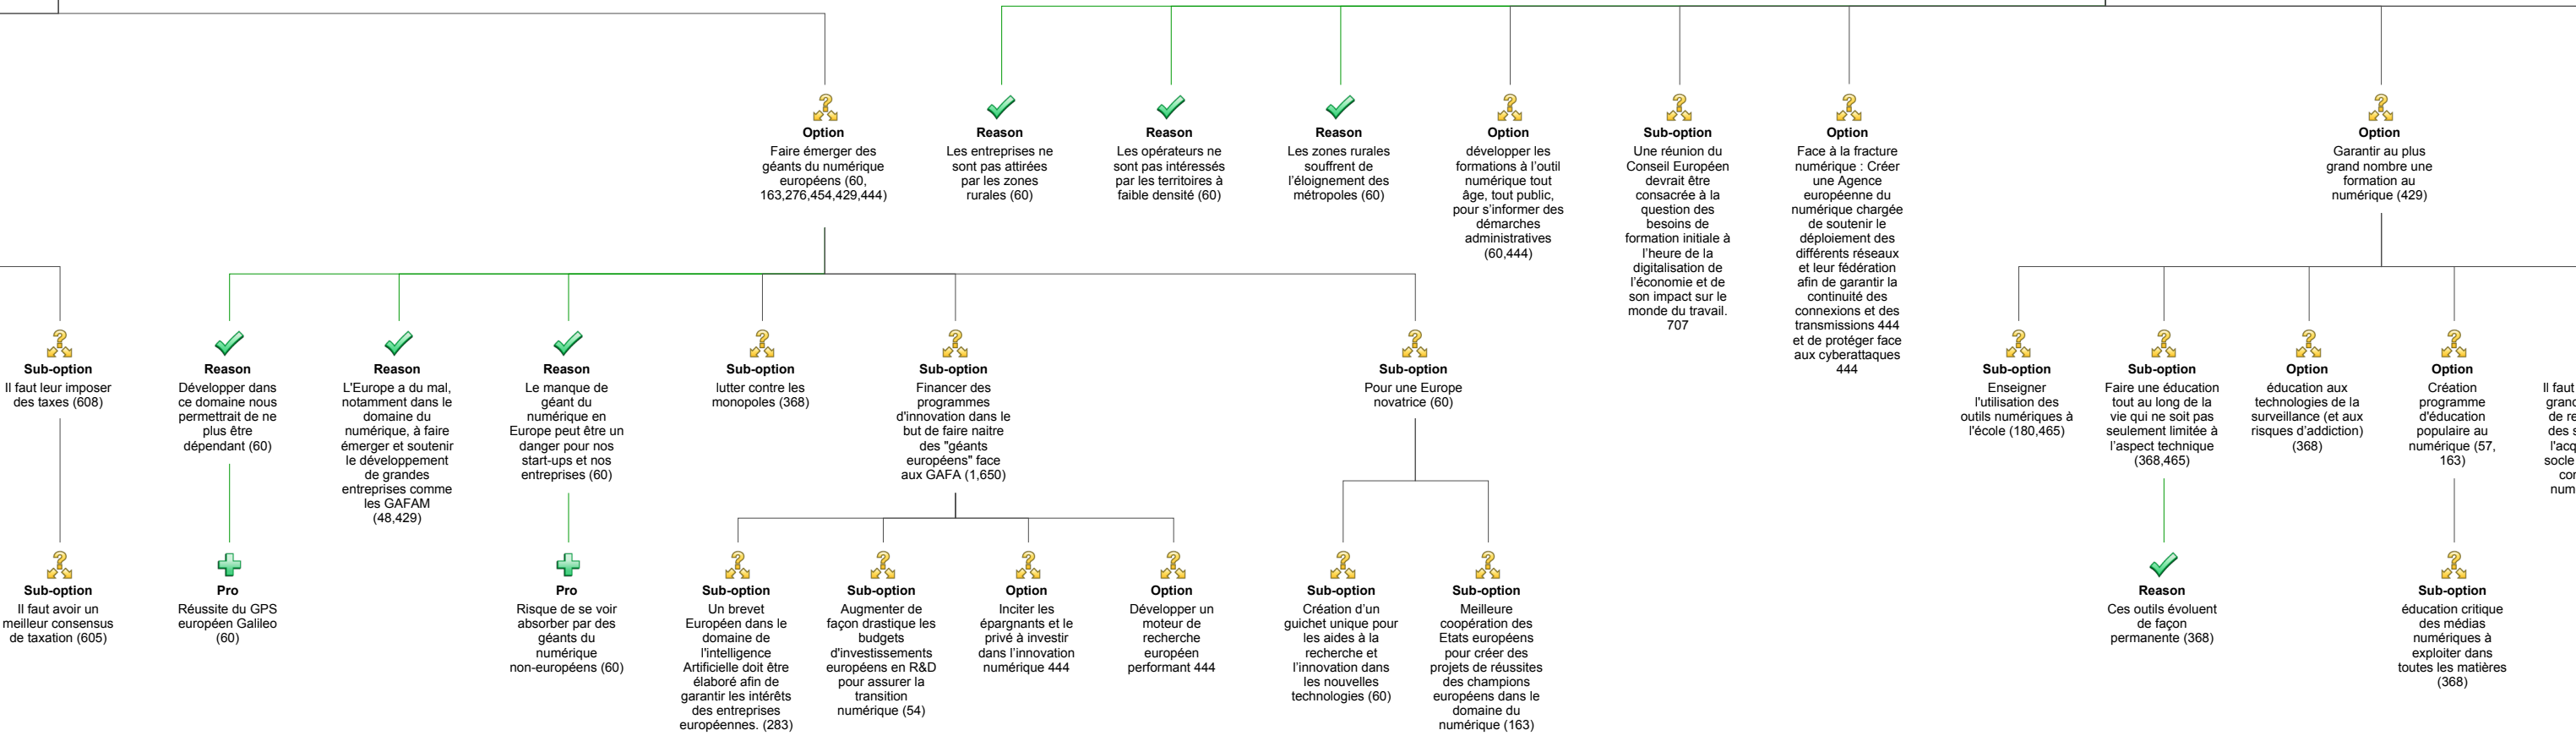 Option
Faire émerger des
géants du numérique
européens (60,
163,276,454,429,444)
Reason
Les entreprises ne
sont pas attirées
par les zones
rurales (60)
Reason
Les opérateurs ne
sont pas intéressés
par les territoires à
faible densité (60)
Reason
Les zones rurales
souffrent de
l’éloignement des
métropoles (60)
Option
développer les
formations à l’outil
numérique tout
âge, tout public,
pour s’informer des
démarches
administratives
(60,444)
Sub-option
Une réunion du
Conseil Européen
devrait être
consacrée à la
question des
besoins de
formation initiale à
l’heure de la
digitalisation de
l’économie et de
son impact sur le
monde du travail.
707
Option
Face à la fracture
numérique : Créer
une Agence
européenne du
numérique chargée
de soutenir le
déploiement des
différents réseaux
et leur fédération
afin de garantir la
continuité des
connexions et des
transmissions 444
et de protéger face
aux cyberattaques
444
Option
Garantir au plus
grand nombre une
formation au
numérique (429)
Sub-option
Il faut leur imposer
des taxes (608)
Reason
Développer dans
ce domaine nous
permettrait de ne
plus être
dépendant (60)
Reason
L'Europe a du mal,
notamment dans le
domaine du
numérique, à faire
émerger et soutenir
le développement
de grandes
entreprises comme
les GAFAM
(48,429)
Reason
Le manque de
géant du
numérique en
Europe peut être un
danger pour nos
start-ups et nos
entreprises (60)
Sub-option
lutter contre les
monopoles (368)
Sub-option
Financer des
programmes
d'innovation dans le
but de faire naitre
des "géants
européens" face
aux GAFA (1,650)
Sub-option
Pour une Europe
novatrice (60)
Sub-option
Enseigner
l'utilisation des
outils numériques à
l'école (180,465)
Sub-option
Faire une éducation
tout au long de la
vie qui ne soit pas
seulement limitée à
l’aspect technique
(368,465)
Option
éducation aux
technologies de la
surveillance (et aux
risques d’addiction)
(368)
Option
Création
programme
d'éducation
populaire au
numérique (57,
163)
Il faut
grand
de re
des s
l'acq
socle
con
num
Sub-option
Il faut avoir un
meilleur consensus
de taxation (605)
Pro
Réussite du GPS
européen Galileo
(60)
Pro
Risque de se voir
absorber par des
géants du
numérique
non-européens (60)
Sub-option
Un brevet
Européen dans le
domaine de
l'intelligence
Artificielle doit être
élaboré afin de
garantir les intérêts
des entreprises
européennes. (283)
Sub-option
Augmenter de
façon drastique les
budgets
d'investissements
européens en R&D
pour assurer la
transition
numérique (54)
Option
Inciter les
épargnants et le
privé à investir
dans l’innovation
numérique 444
Option
Développer un
moteur de
recherche
européen
performant 444
Sub-option
Création d’un
guichet unique pour
les aides à la
recherche et
l’innovation dans
les nouvelles
technologies (60)
Sub-option
Meilleure
coopération des
Etats européens
pour créer des
projets de réussites
des champions
européens dans le
domaine du
numérique (163)
Reason
Ces outils évoluent
de façon
permanente (368)
Sub-option
éducation critique
des médias
numériques à
exploiter dans
toutes les matières
(368)